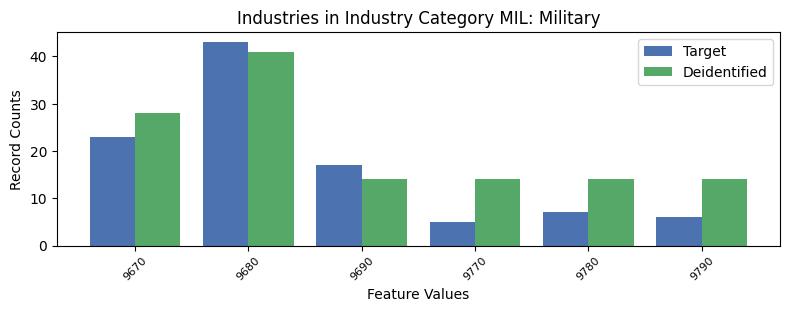 Industries in Industry Category MIL: Military
Target
Deidentified
Record Counts
40
30
20
10
0
9670
9680
9690
9770
9780
9790
Feature Values